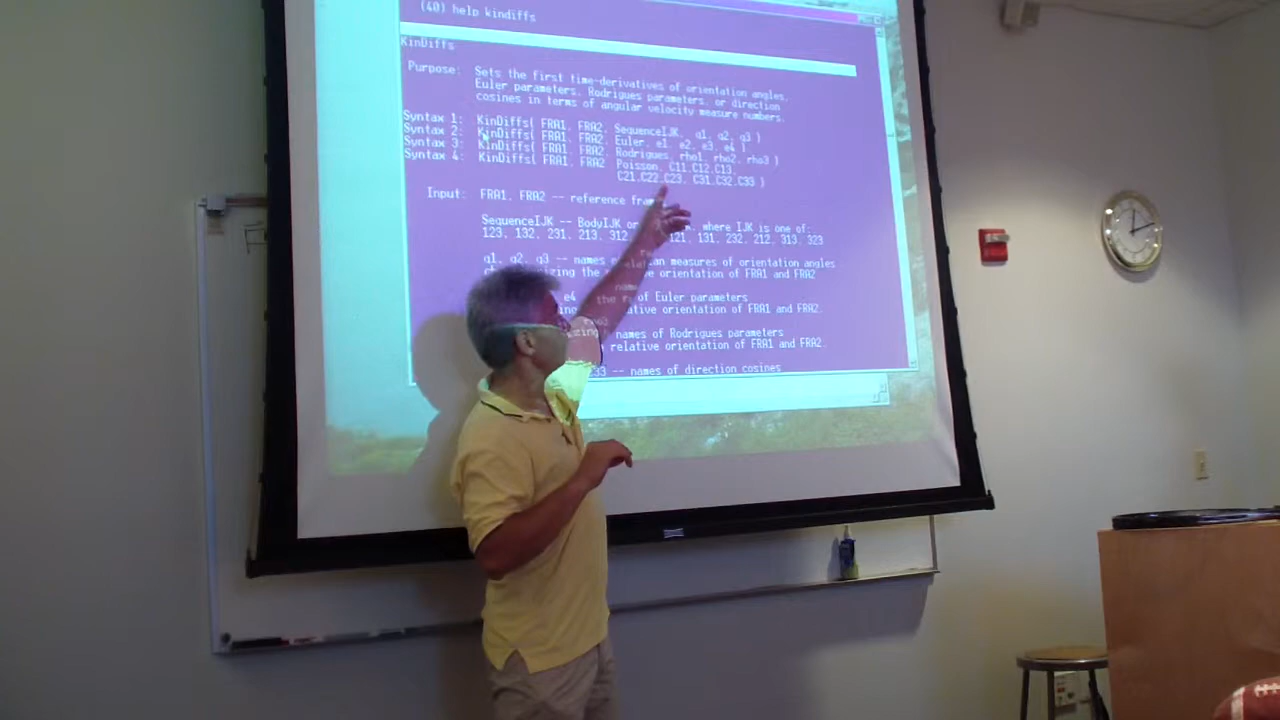 (40) help kindiffs
KinDiffs
Purpose: Sets the first time-derivatives of orientation angles,
Euler parameters, Rodrigues parameters, or direction
cosines in terms of angular velocity measure numbers.
Syntax 1: KinDiffs( FRA1, FRA2, SequenceIJK, q1, q2, q3 )
Syntax 2: KinDiffs( FRA1, FRA2, Euler, e1, e2, e3, e4 )
Syntax 3: KinDiffs( FRA1, FRA2, Rodrigues, rho1, rho2, rho3 )
Syntax 4: KinDiffs( FRA1, FRA2 Poisson, C11,C12,C13,
C21,C22,C23, C31,C32,C33 )
Input: FRA1, FRA2 -- reference
SequenceIJK -- BodyIJK or where IJK is one of:
123, 132, 231, 213, 312, 121, 131, 232, 212, 313, 323
q1, q2, q3 -- names of measures of orientation angles
the relative orientation of FRA1 and FRA2
e4 name
the of Euler parameters
relative orientation of FRA1 and FRA2.
names of Rodrigues parameters
relative orientation of FRA1 and FRA2.
-- names of direction cosines